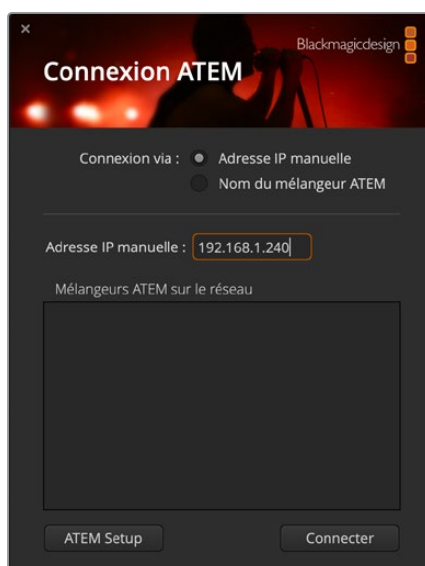 Blackmagicdesign
Connexion ATEM
Connexion via : Adresse IP manuelle
Nom du mélangeur ATEM
Adresse IP manuelle : 192.168.1.240
Mélangeurs ATEM sur le réseau
ATEM Setup Connecter